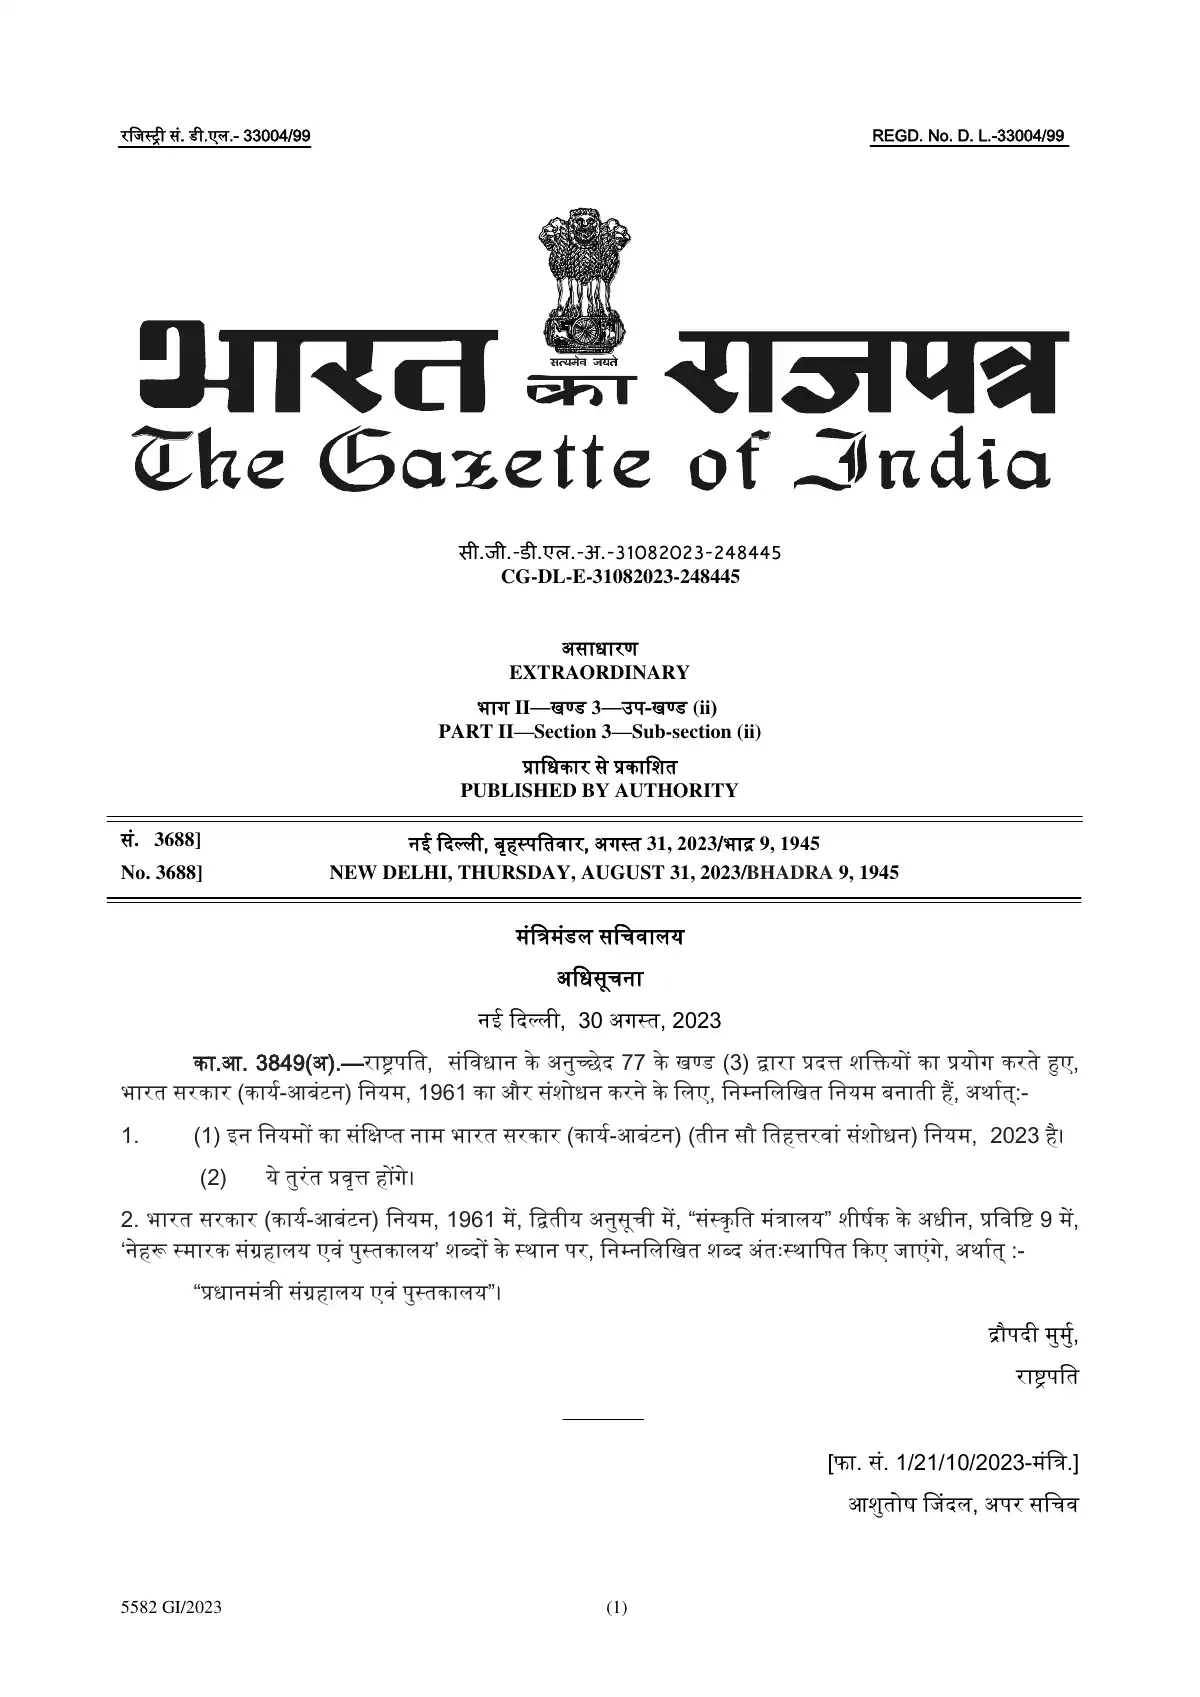 रजिस्ट्री सं. डी.एल.- 33004/99
REGD. No. D. L.-33004/99
सत्यमेव जयते
भारत का राजपत्र
The Gazette of India
सी.जी.-डी.एल.-अ.-31082023-248445
CG-DL-E-31082023-248445
असाधारण
EXTRAORDINARY
भाग II—खण्ड 3—उप-खण्ड (ii)
PART II—Section 3—Sub-section (ii)
प्राधिकार से प्रकाशित
PUBLISHED BY AUTHORITY
सं. 3688] नई दिल्ली, बृहस्पतिवार, अगस्त 31, 2023/भाद्र 9, 1945
No. 3688] NEW DELHI, THURSDAY, AUGUST 31, 2023/BHADRA 9, 1945
मंत्रिमंडल सचिवालय
अधिसूचना
नई दिल्ली, 30 अगस्त, 2023
का.आ. 3849(अ).—राष्ट्रपति, संविधान के अनुच्छेद 77 के खण्ड (3) द्वारा प्रदत्त शक्तियों का प्रयोग करते हुए,
भारत सरकार (कार्य-आबंटन) नियम, 1961 का और संशोधन करने के लिए, निम्नलिखित नियम बनाती हैं, अर्थात्:-
1. (1) इन नियमों का संक्षिप्त नाम भारत सरकार (कार्य-आबंटन) (तीन सौ तिहत्तरवां संशोधन) नियम, 2023 है।
(2) ये तुरंत प्रवृत्त होंगे।
2. भारत सरकार (कार्य-आबंटन) नियम, 1961 में, द्वितीय अनुसूची में, “संस्कृति मंत्रालय” शीर्षक के अधीन, प्रविष्टि 9 में,
‘नेहरू स्मारक संग्रहालय एवं पुस्तकालय’ शब्दों के स्थान पर, निम्नलिखित शब्द अंतःस्थापित किए जाएंगे, अर्थात् :-
“प्रधानमंत्री संग्रहालय एवं पुस्तकालय”।
द्रौपदी मुर्मु,
राष्ट्रपति
[फा. सं. 1/21/10/2023-मंत्रि.]
आशुतोष जिंदल, अपर सचिव
5582 GI/2023 (1)